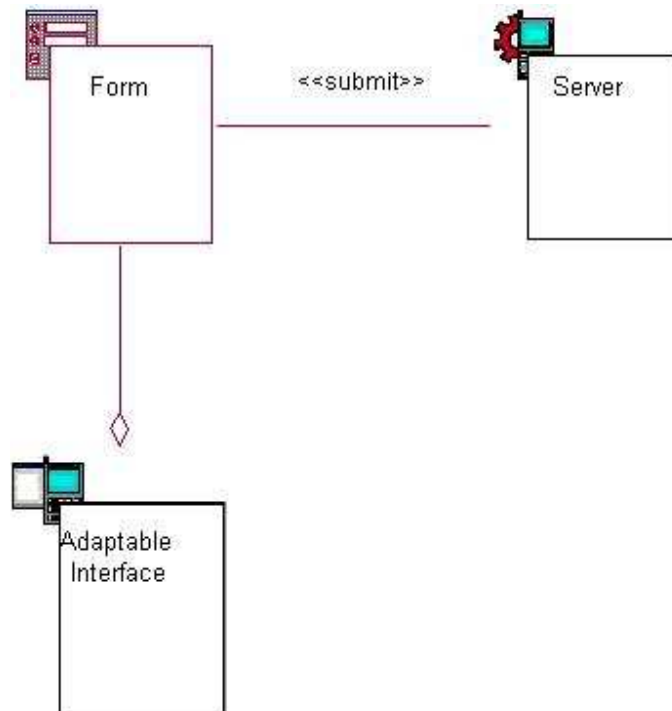 Form
<<submit>>
Server
Adaptable
Interface